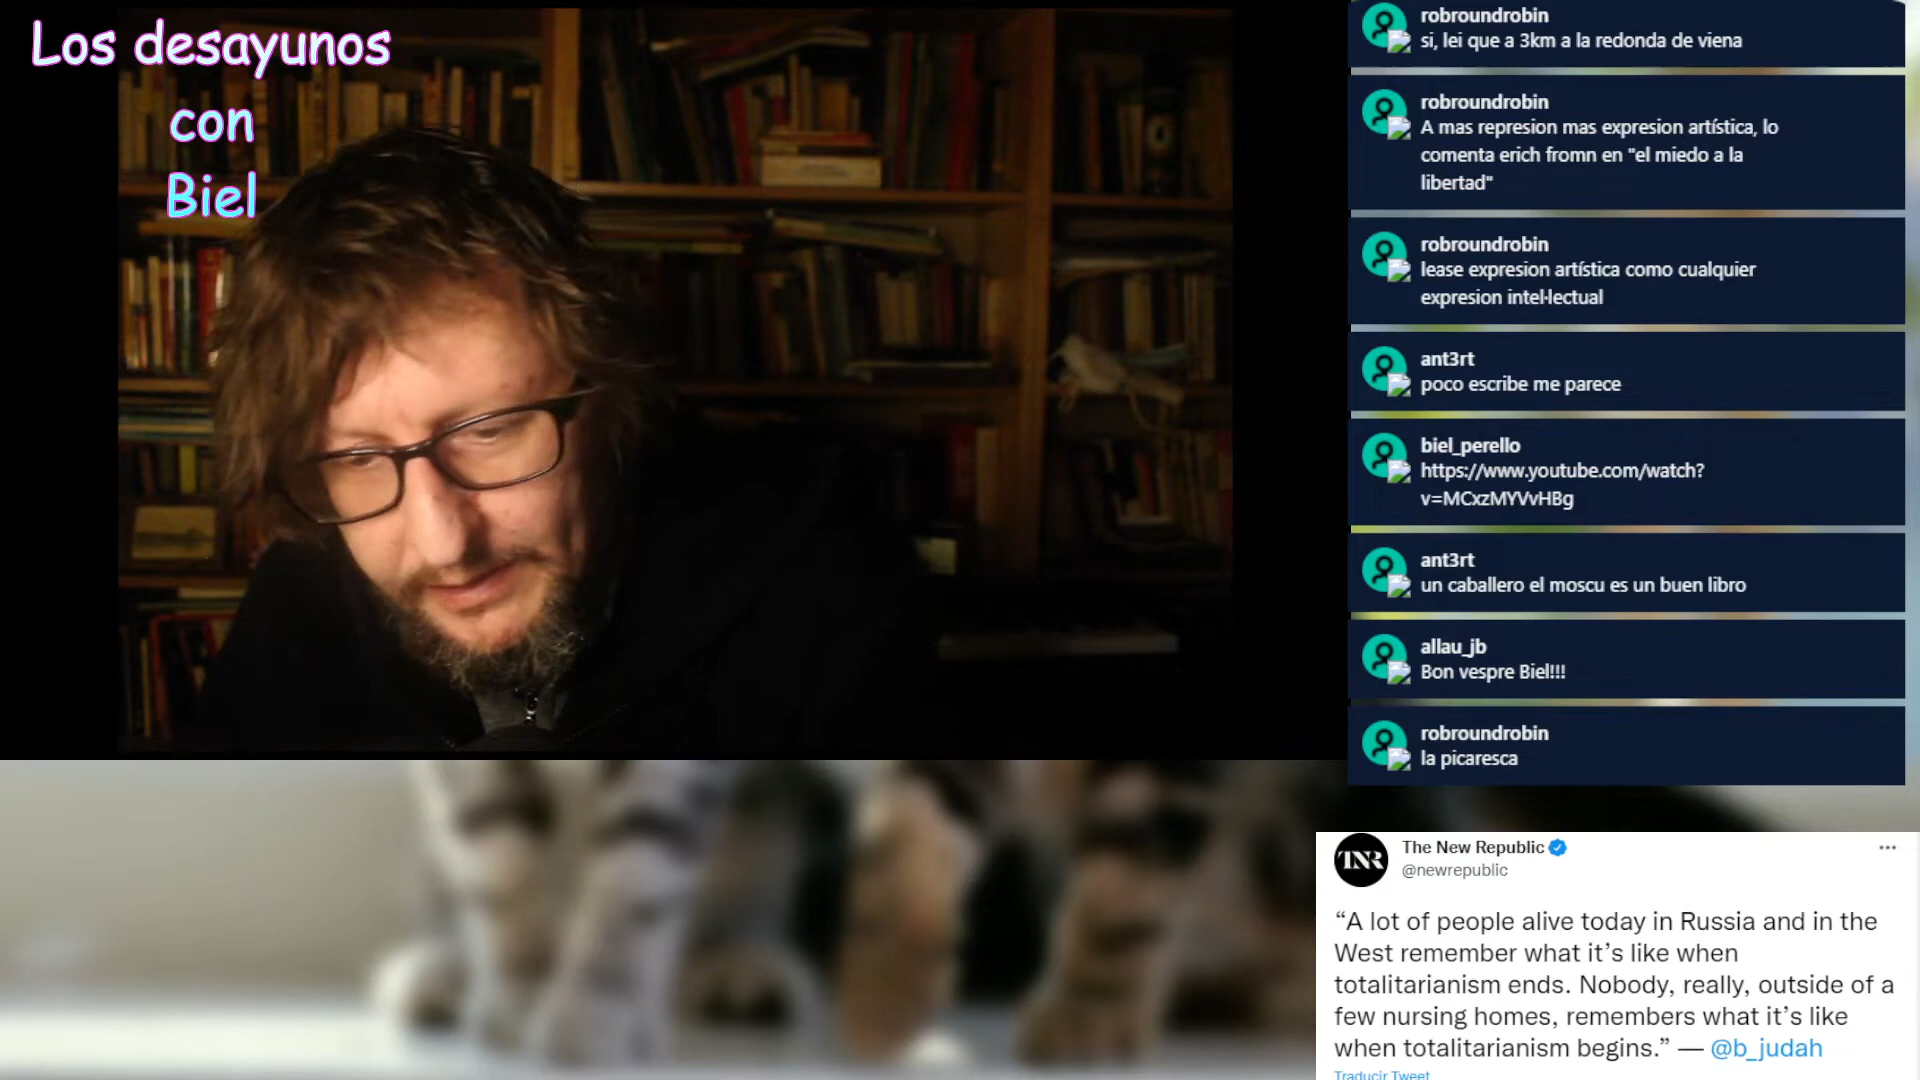 Los desayunos
con
Biel
robroundrobin
si, lei que a 3km a la redonda de viena
robroundrobin
A mas represion mas expresion artística, lo
comenta erich fromn en "el miedo a la
libertad"
robroundrobin
lease expresion artística como cualquier
expresion intel·lectual
ant3rt
poco escribe me parece
biel_perello
https://www.youtube.com/watch?
v=MCxzMYVvHBg
ant3rt
un caballero el moscu es un buen libro
allau_jb
Bon vespre Biel!!!
robroundrobin
la picaresca
TNR
The New Republic
@newrepublic
“A lot of people alive today in Russia and in the
West remember what it’s like when
totalitarianism ends. Nobody, really, outside of a
few nursing homes, remembers what it’s like
when totalitarianism begins.” — @b_judah
Traducir Tweet